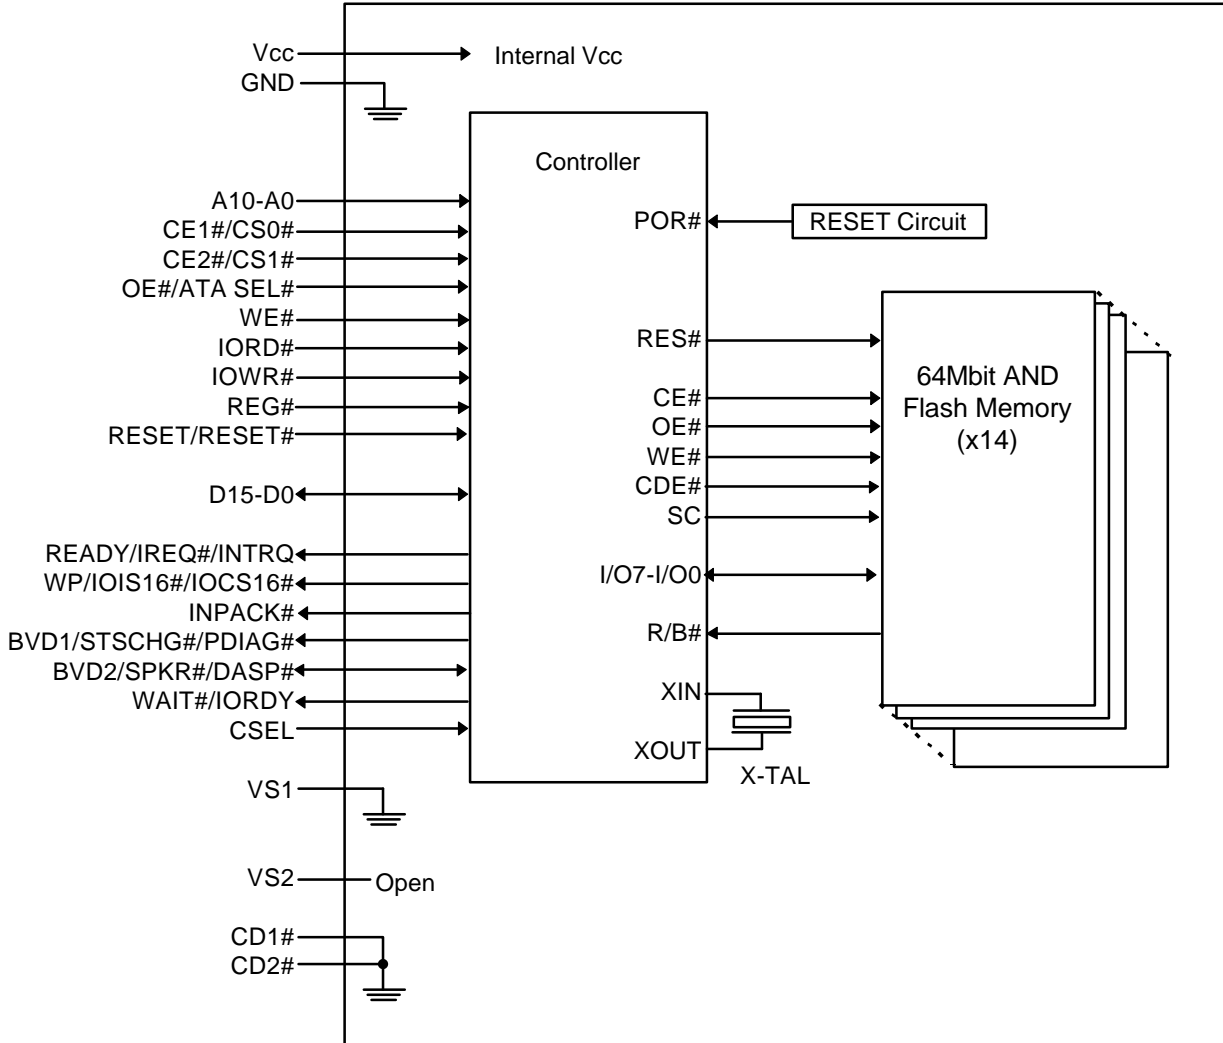 Vcc
Internal Vcc
GND
Controller
A10-A0
CE1#/CS0#
CE2#/CS1#
OE#/ATA SEL#
WE#
IORD#
IOWR#
REG#
RESET/RESET#
D15-D0
READY/IREQ#/INTRQ
WP/IOIS16#/IOCS16#
INPACK#
BVD1/STSCHG#/PDIAG#
BVD2/SPKR#/DASP#
WAIT#/IORDY
CSEL
VS1
VS2
Open
CD1#
CD2#
POR#
RESET Circuit
RES#
CE#
OE#
WE#
CDE#
SC
I/O7-I/O0
R/B#
XIN
XOUT
X-TAL
64Mbit AND
Flash Memory
(x14)